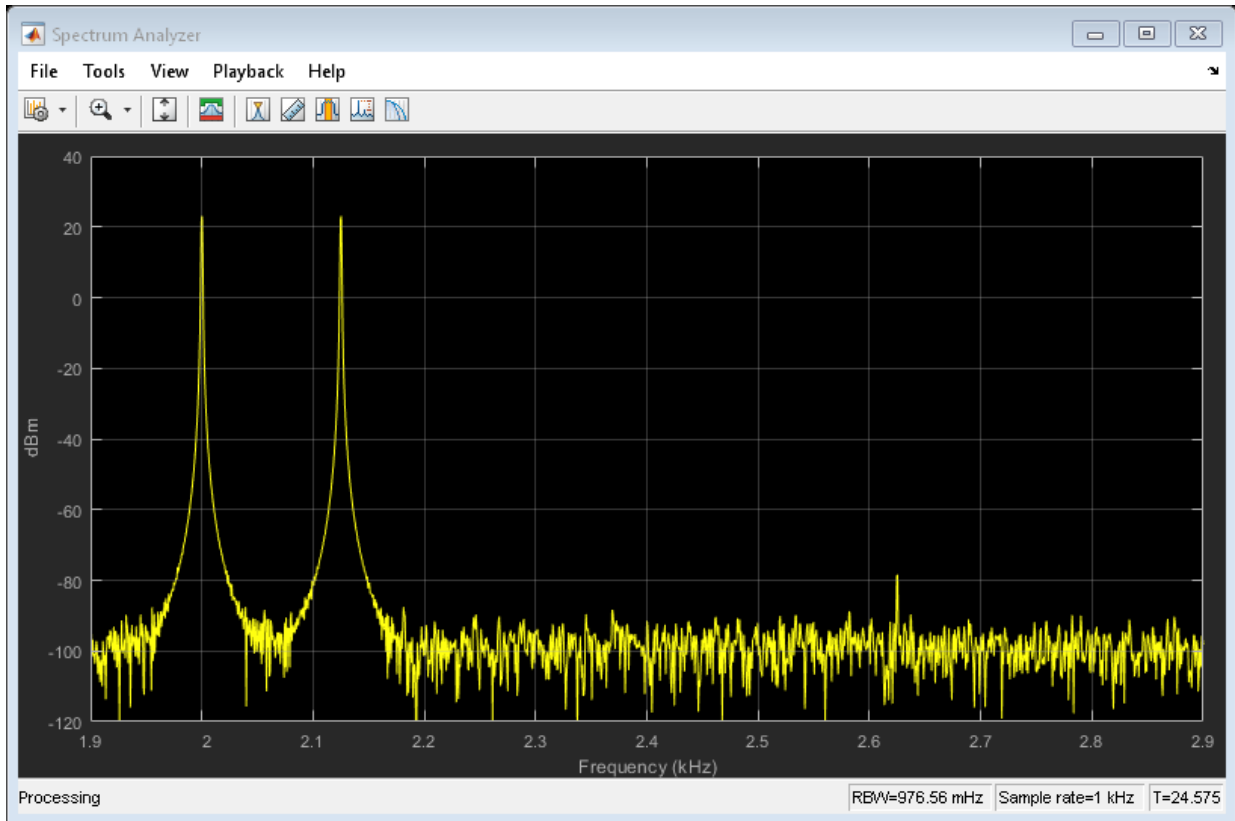 Spectrum Analyzer
File Tools View Playback Help
40
20
0
-20
-40
-60
-80
-100
-120
dBm
1.9 2 2.1 2.2 2.3 2.4 2.5 2.6 2.7 2.8 2.9
Frequency (kHz)
Processing RBW=976.56 mHz Sample rate=1 kHz T=24.575